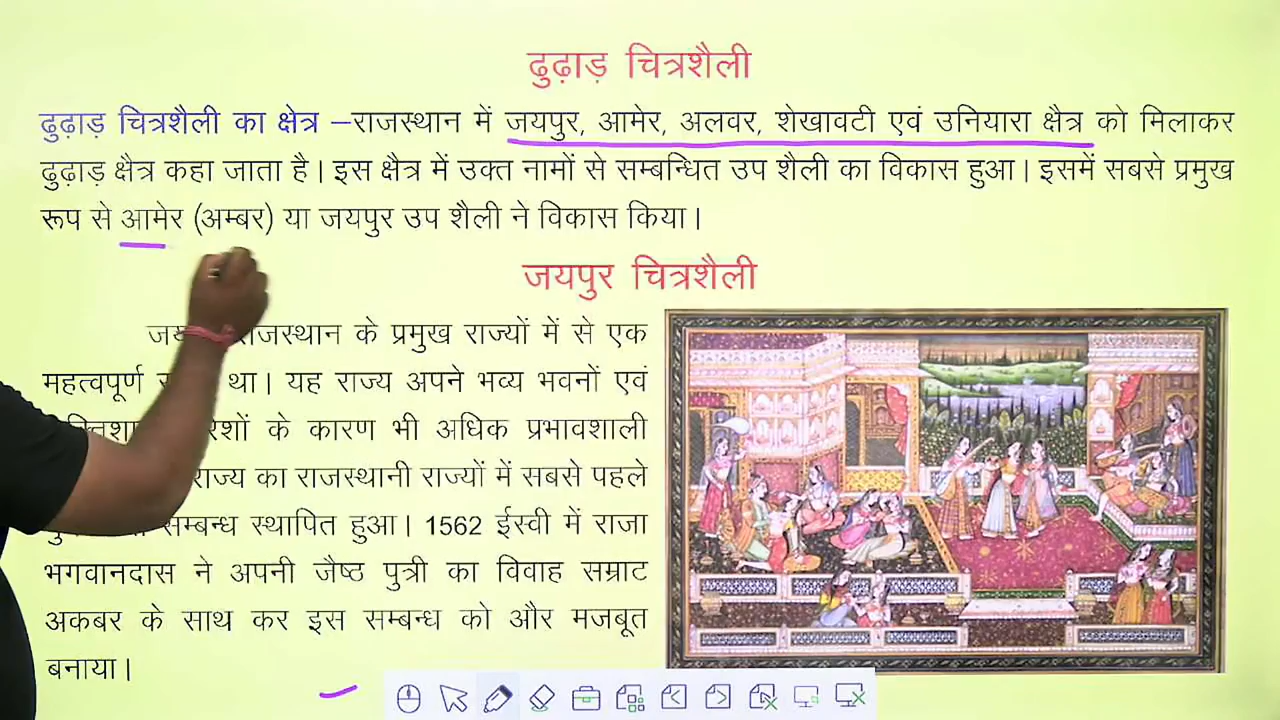 ढुढ़ाड़ चित्रशैली
ढुढ़ाड़ चित्रशैली का क्षेत्र –राजस्थान में जयपुर, आमेर, अलवर, शेखावटी एवं उनियारा क्षैत्र को मिलाकर
ढुढ़ाड़ क्षैत्र कहा जाता है। इस क्षैत्र में उक्त नामों से सम्बन्धित उप शैली का विकास हुआ। इसमें सबसे प्रमुख
रूप से आमेर (अम्बर) या जयपुर उप शैली ने विकास किया।
जयपुर चित्रशैली
राजस्थान के प्रमुख राज्यों में से एक
महत्वपूर्ण था। यह राज्य अपने भव्य भवनों एवं
के कारण भी अधिक प्रभावशाली
राज्य का राजस्थानी राज्यों में सबसे पहले
सम्बन्ध स्थापित हुआ। 1562 ईस्वी में राजा
भगवानदास ने अपनी जैष्ठ पुत्री का विवाह सम्राट
अकबर के साथ कर इस सम्बन्ध को और मजबूत
बनाया।